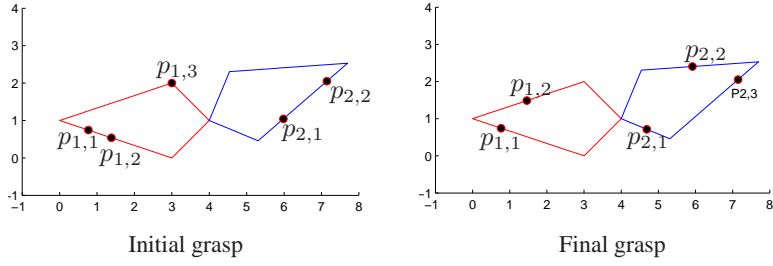 4
3
2
1
0
−1
−1 0 1 2 3 4 5 6 7 8
p1,3
p1,1
p1,2
p2,2
p2,1
Initial grasp
4
3
2
1
0
−1
−1 0 1 2 3 4 5 6 7 8
p2,2
p1,2
P2,3
p1,1
p2,1
Final grasp